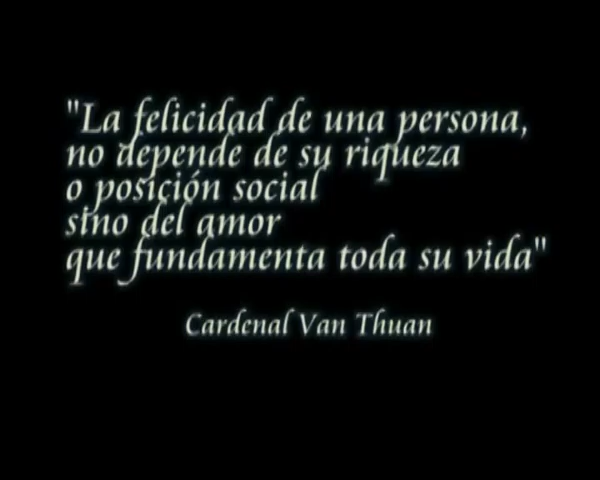 "La felicidad de una persona,
no depende de su riqueza
o posición social
sino del amor
que fundamenta toda su vida"
Cardenal Van Thuan